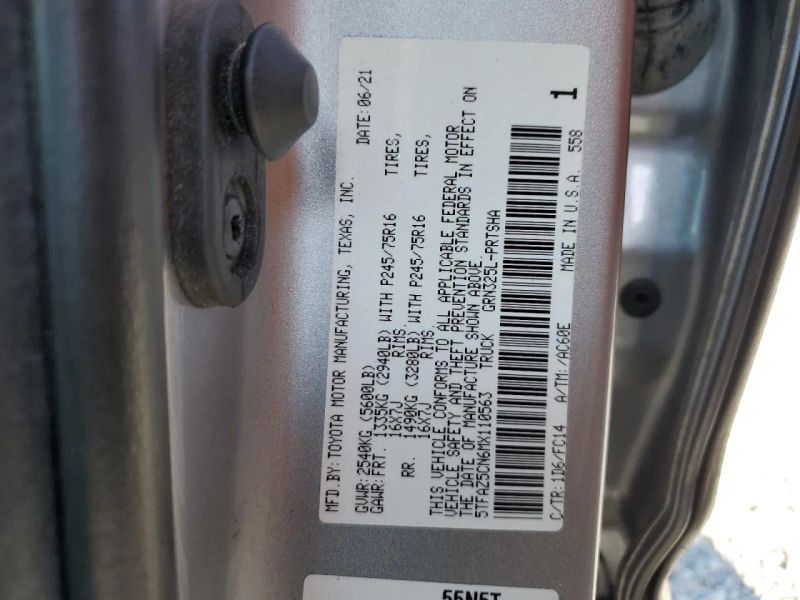 MFD.BY: TOYOTA MOTOR MANUFACTURING, TEXAS, INC. DATE: 06/21
GVWR: 2540KG (5600LB)
GAWR: FRT. 1335KG (2940LB) WITH P245/75R16 TIRES,
16X7J RIMS.
RR. 1490KG (3280LB) WITH P245/75R16 TIRES,
16X7J RIMS.
THIS VEHICLE CONFORMS TO ALL APPLICABLE FEDERAL MOTOR
VEHICLE SAFETY AND THEFT PREVENTION STANDARDS IN EFFECT ON
THE DATE OF MANUFACTURE SHOWN ABOVE.
5TFAZ5CN6MX110563 TRUCK GRN325L-PRTSHA
1
C/TR: 1D6/FC14 A/TM: /AC60E MADE IN U.S.A. 558